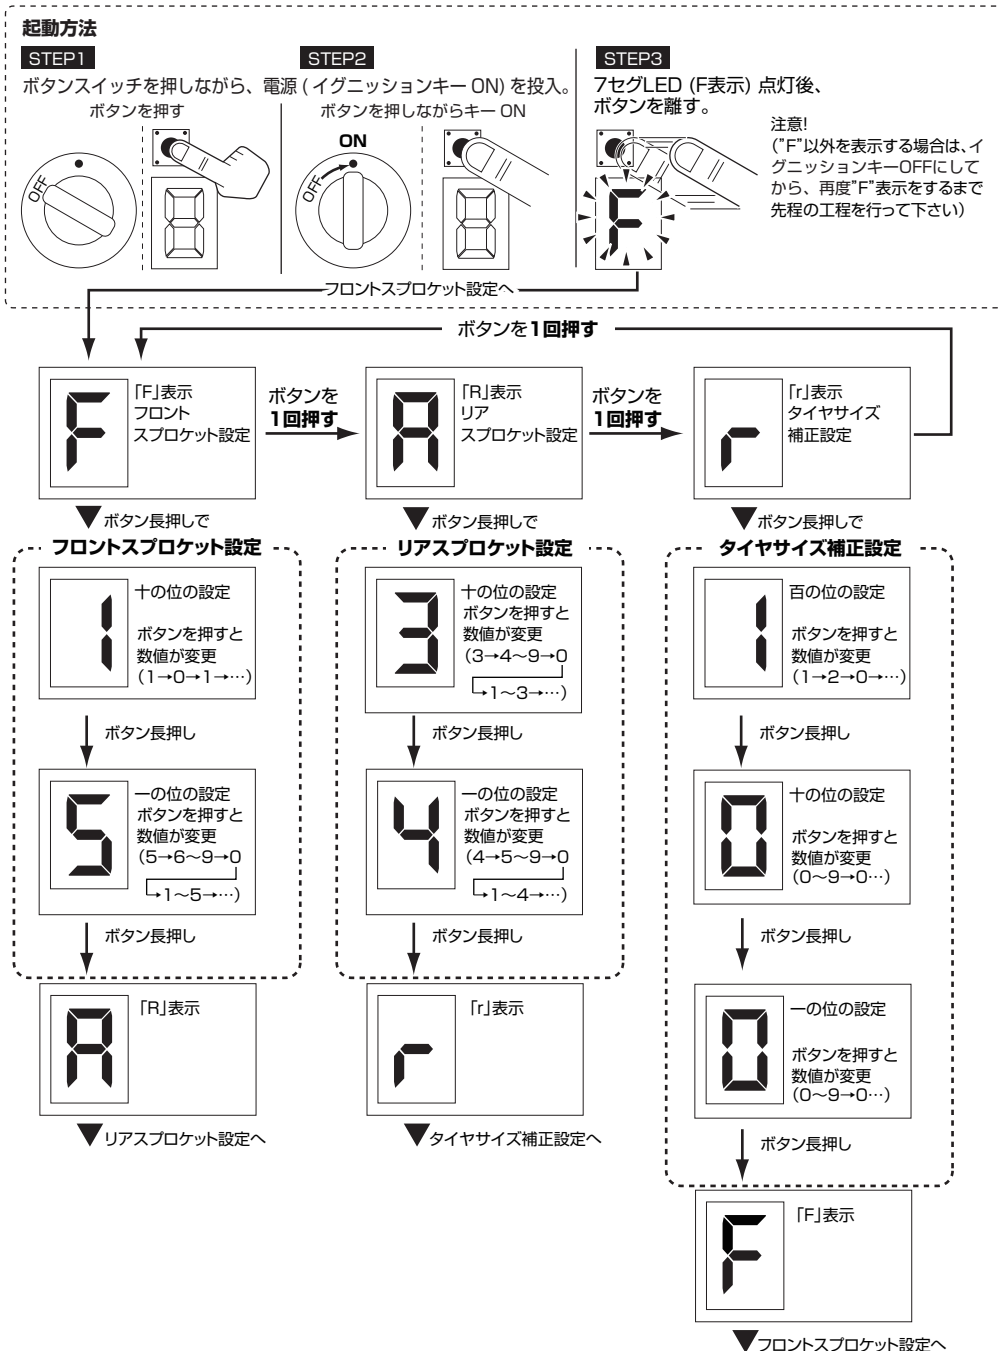 起動方法
STEP1
ボタンスイッチを押しながら、電源 ( イグニッションキー ON) を投入。
ボタンを押す
OFF
STEP2
ボタンを押しながらキー ON
ON
OFF
STEP3
7セグLED (F表示) 点灯後、
ボタンを離す。
注意!
("F"以外を表示する場合は、イ
グニッションキーOFFにして
から、再度"F"表示をするまで
先程の工程を行って下さい)
F
フロントスプロケット設定へ
ボタンを1回押す
F
「F」表示
フロント
スプロケット設定
ボタンを
1回押す
「R」表示
リア
スプロケット設定
ボタンを
1回押す
r
「r」表示
タイヤサイズ
補正設定
ボタン長押しで
フロントスプロケット設定
1
十の位の設定
ボタンを押すと
数値が変更
(1→0→1→…)
ボタン長押し
5
一の位の設定
ボタンを押すと
数値が変更
(5→6~9→0
→1~5→…)
ボタン長押し
「R」表示
リアスプロケット設定へ
ボタン長押しで
リアスプロケット設定
3
十の位の設定
ボタンを押すと
数値が変更
(3→4~9→0
→1~3→…)
ボタン長押し
4
一の位の設定
ボタンを押すと
数値が変更
(4→5~9→0
→1~4→…)
ボタン長押し
r
「r」表示
タイヤサイズ補正設定へ
ボタン長押しで
タイヤサイズ補正設定
1
百の位の設定
ボタンを押すと
数値が変更
(1→2→0→…)
ボタン長押し
0
十の位の設定
ボタンを押すと
数値が変更
(0~9→0…)
ボタン長押し
0
一の位の設定
ボタンを押すと
数値が変更
(0~9→0…)
ボタン長押し
F
「F」表示
フロントスプロケット設定へ